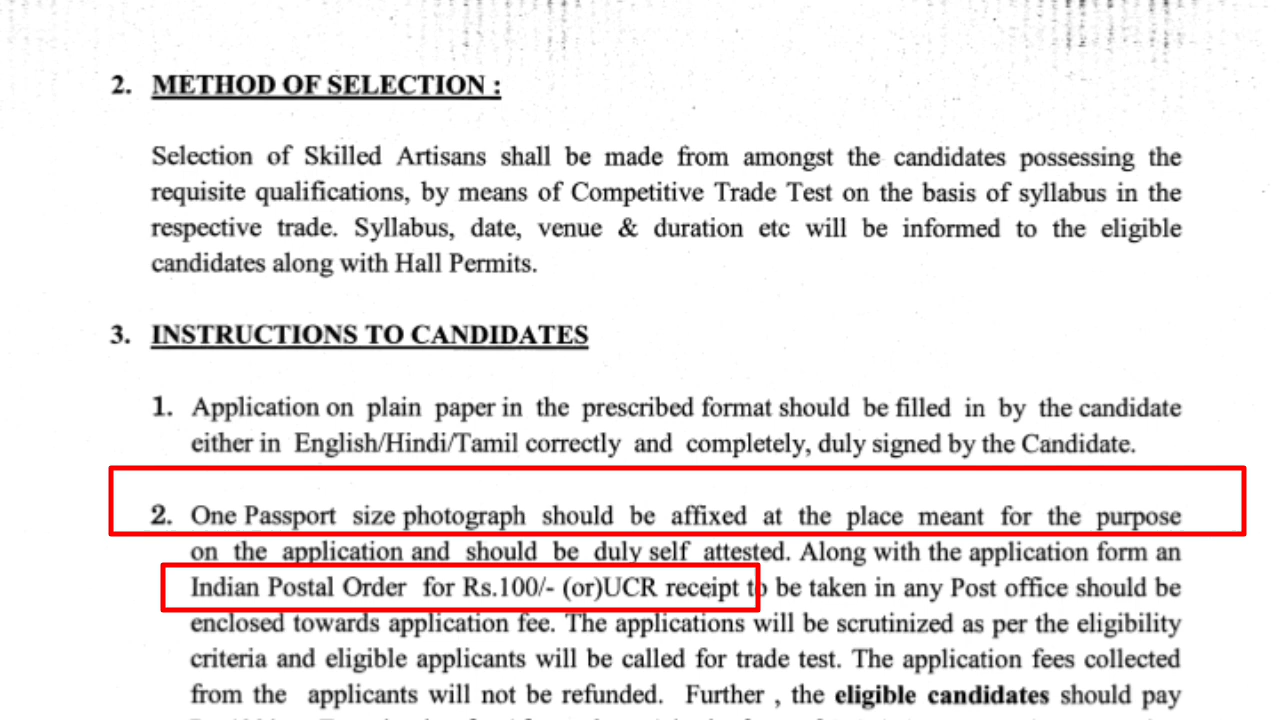 2. METHOD OF SELECTION :
Selection of Skilled Artisans shall be made from amongst the candidates possessing the
requisite qualifications, by means of Competitive Trade Test on the basis of syllabus in the
respective trade. Syllabus, date, venue & duration etc will be informed to the eligible
candidates along with Hall Permits.
3. INSTRUCTIONS TO CANDIDATES
1. Application on plain paper in the prescribed format should be filled in by the candidate
either in English/Hindi/Tamil correctly and completely, duly signed by the Candidate.
2. One Passport size photograph should be affixed at the place meant for the purpose
on the application and should be duly self attested. Along with the application form an
Indian Postal Order for Rs.100/- (or)UCR receipt to be taken in any Post office should be
enclosed towards application fee. The applications will be scrutinized as per the eligibility
criteria and eligible applicants will be called for trade test. The application fees collected
from the applicants will not be refunded. Further , the eligible candidates should pay